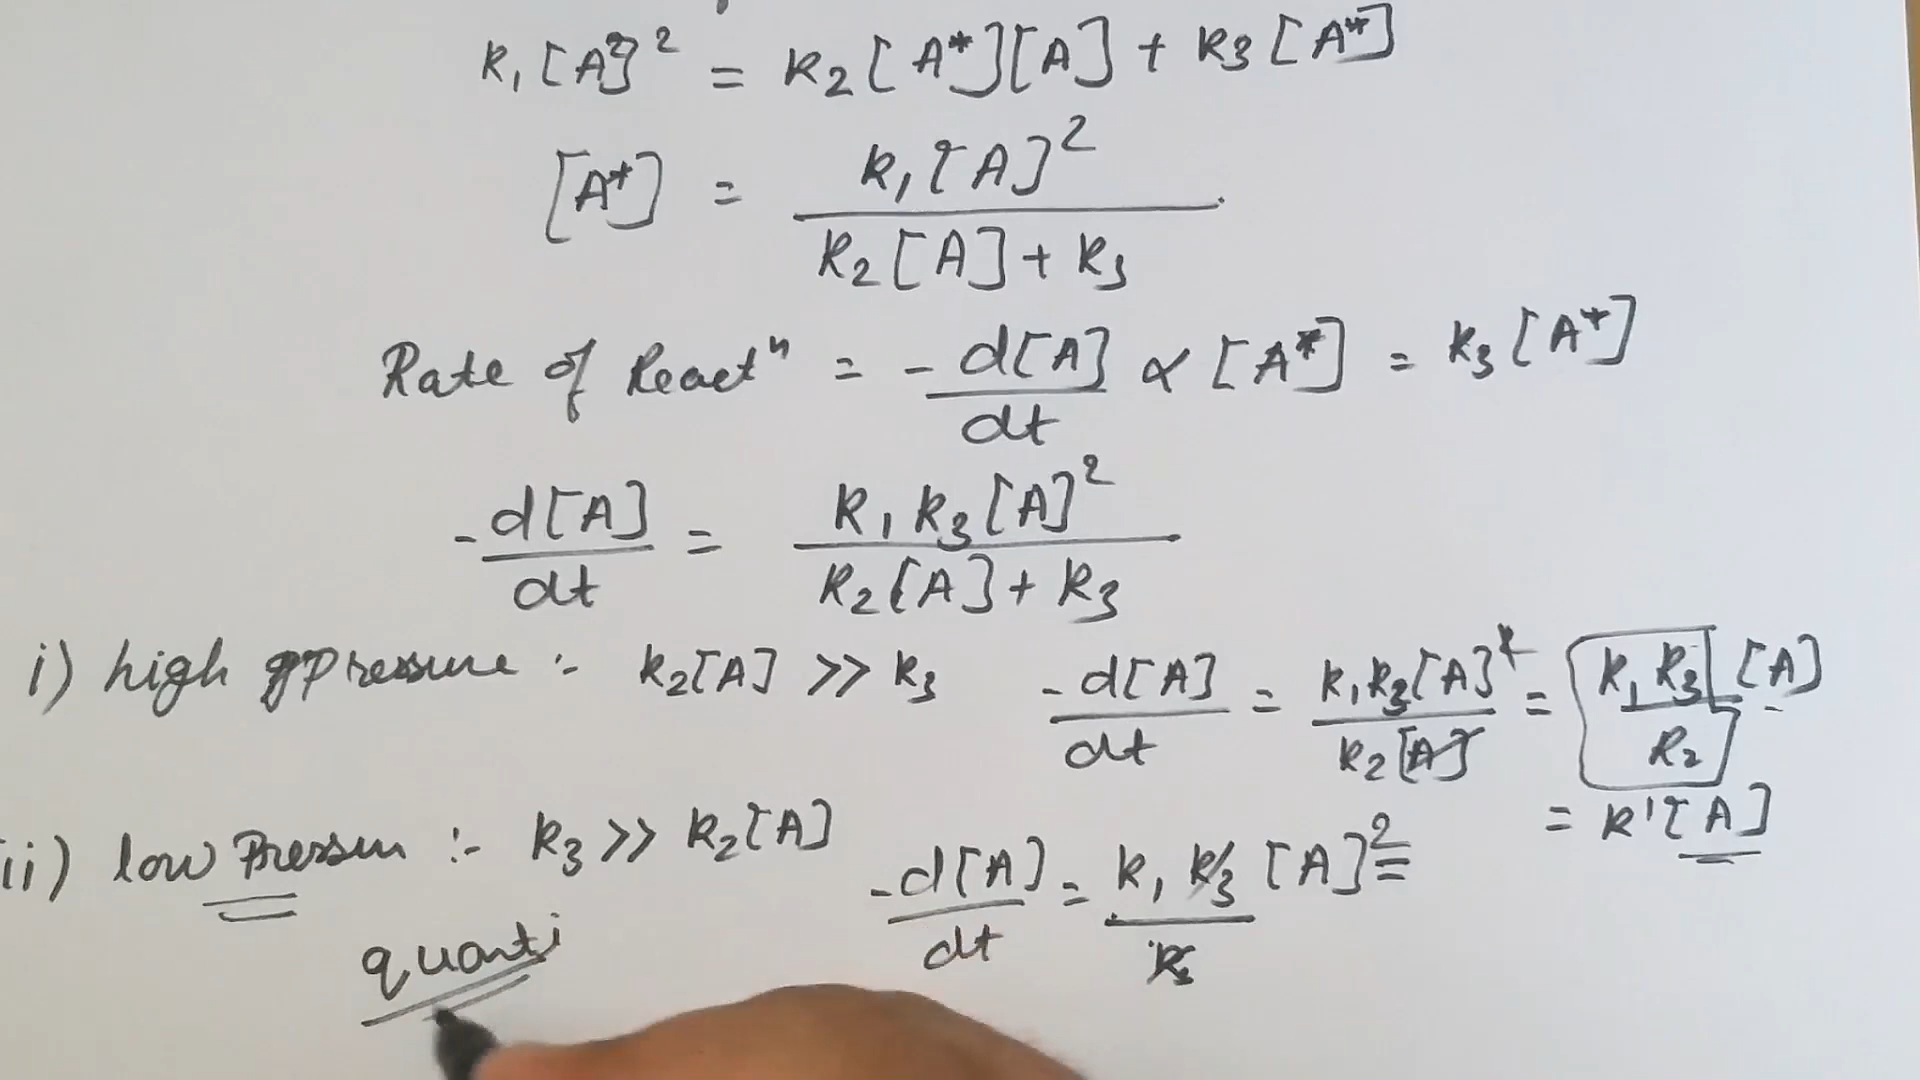 k₁[A]² = k₂[A*][A] + k₃[A*]
[A*] = k₁[A]² / k₂[A] + k₃
Rate of Reactⁿ = - d[A]/dt ∝ [A*] = k₃[A*]
- d[A]/dt = k₁k₃[A]² / k₂[A] + k₃
i) high Pressure :- k₂[A] >> k₃ - d[A]/dt = k₁k₃[A]² / k₂[A] = k₁k₃/k₂ [A]
= k'[A]
ii) low Pressur :- k₃ >> k₂[A] - d[A]/dt = k₁k₃/k₃ [A]²
quanti